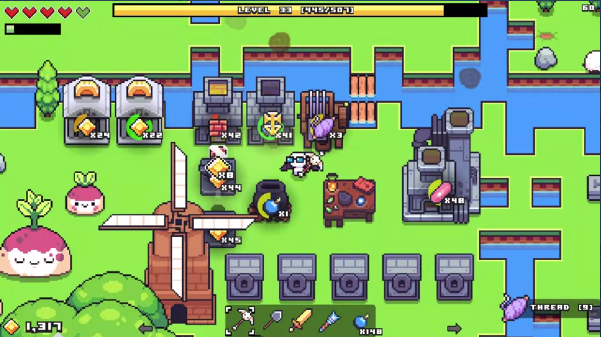 LEVEL 33 [445/507]
60
X24
X22
X42
X41
X3
X8
X44
X1
X48
X45
THREAD [9]
1,317
X148